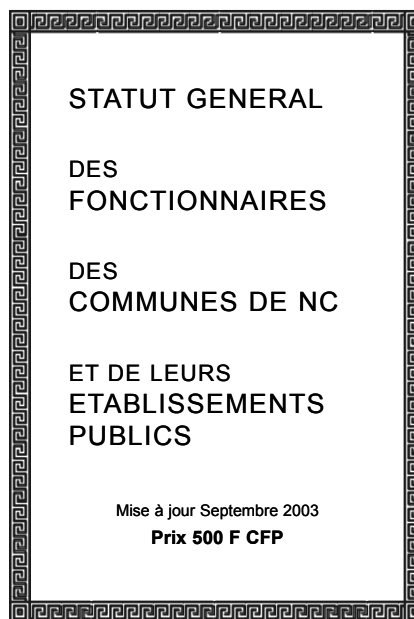 STATUT GENERAL
DES
FONCTIONNAIRES
DES
COMMUNES DE NC
ET DE LEURS
ETABLISSEMENTS
PUBLICS
Mise à jour Septembre 2003
Prix 500 F CFP